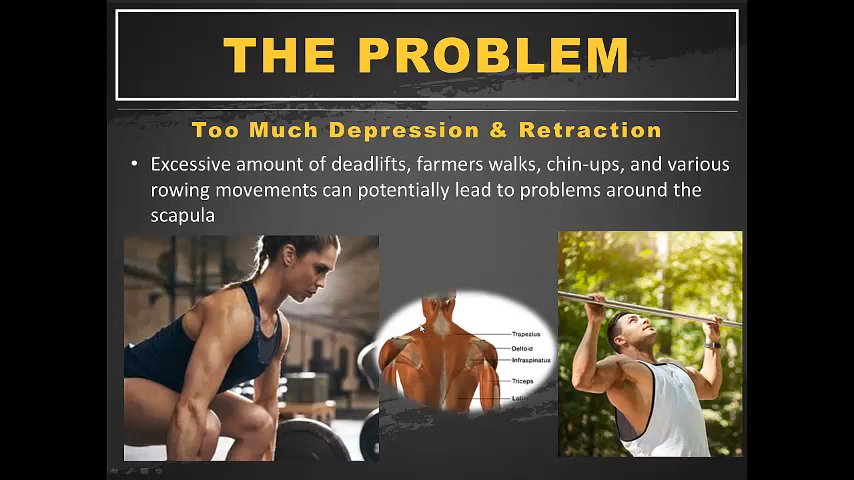 THE PROBLEM
Too Much Depression & Retraction
• Excessive amount of deadlifts, farmers walks, chin-ups, and various
rowing movements can potentially lead to problems around the
scapula
Trapezius
Deltoid
Infraspinatus
Triceps